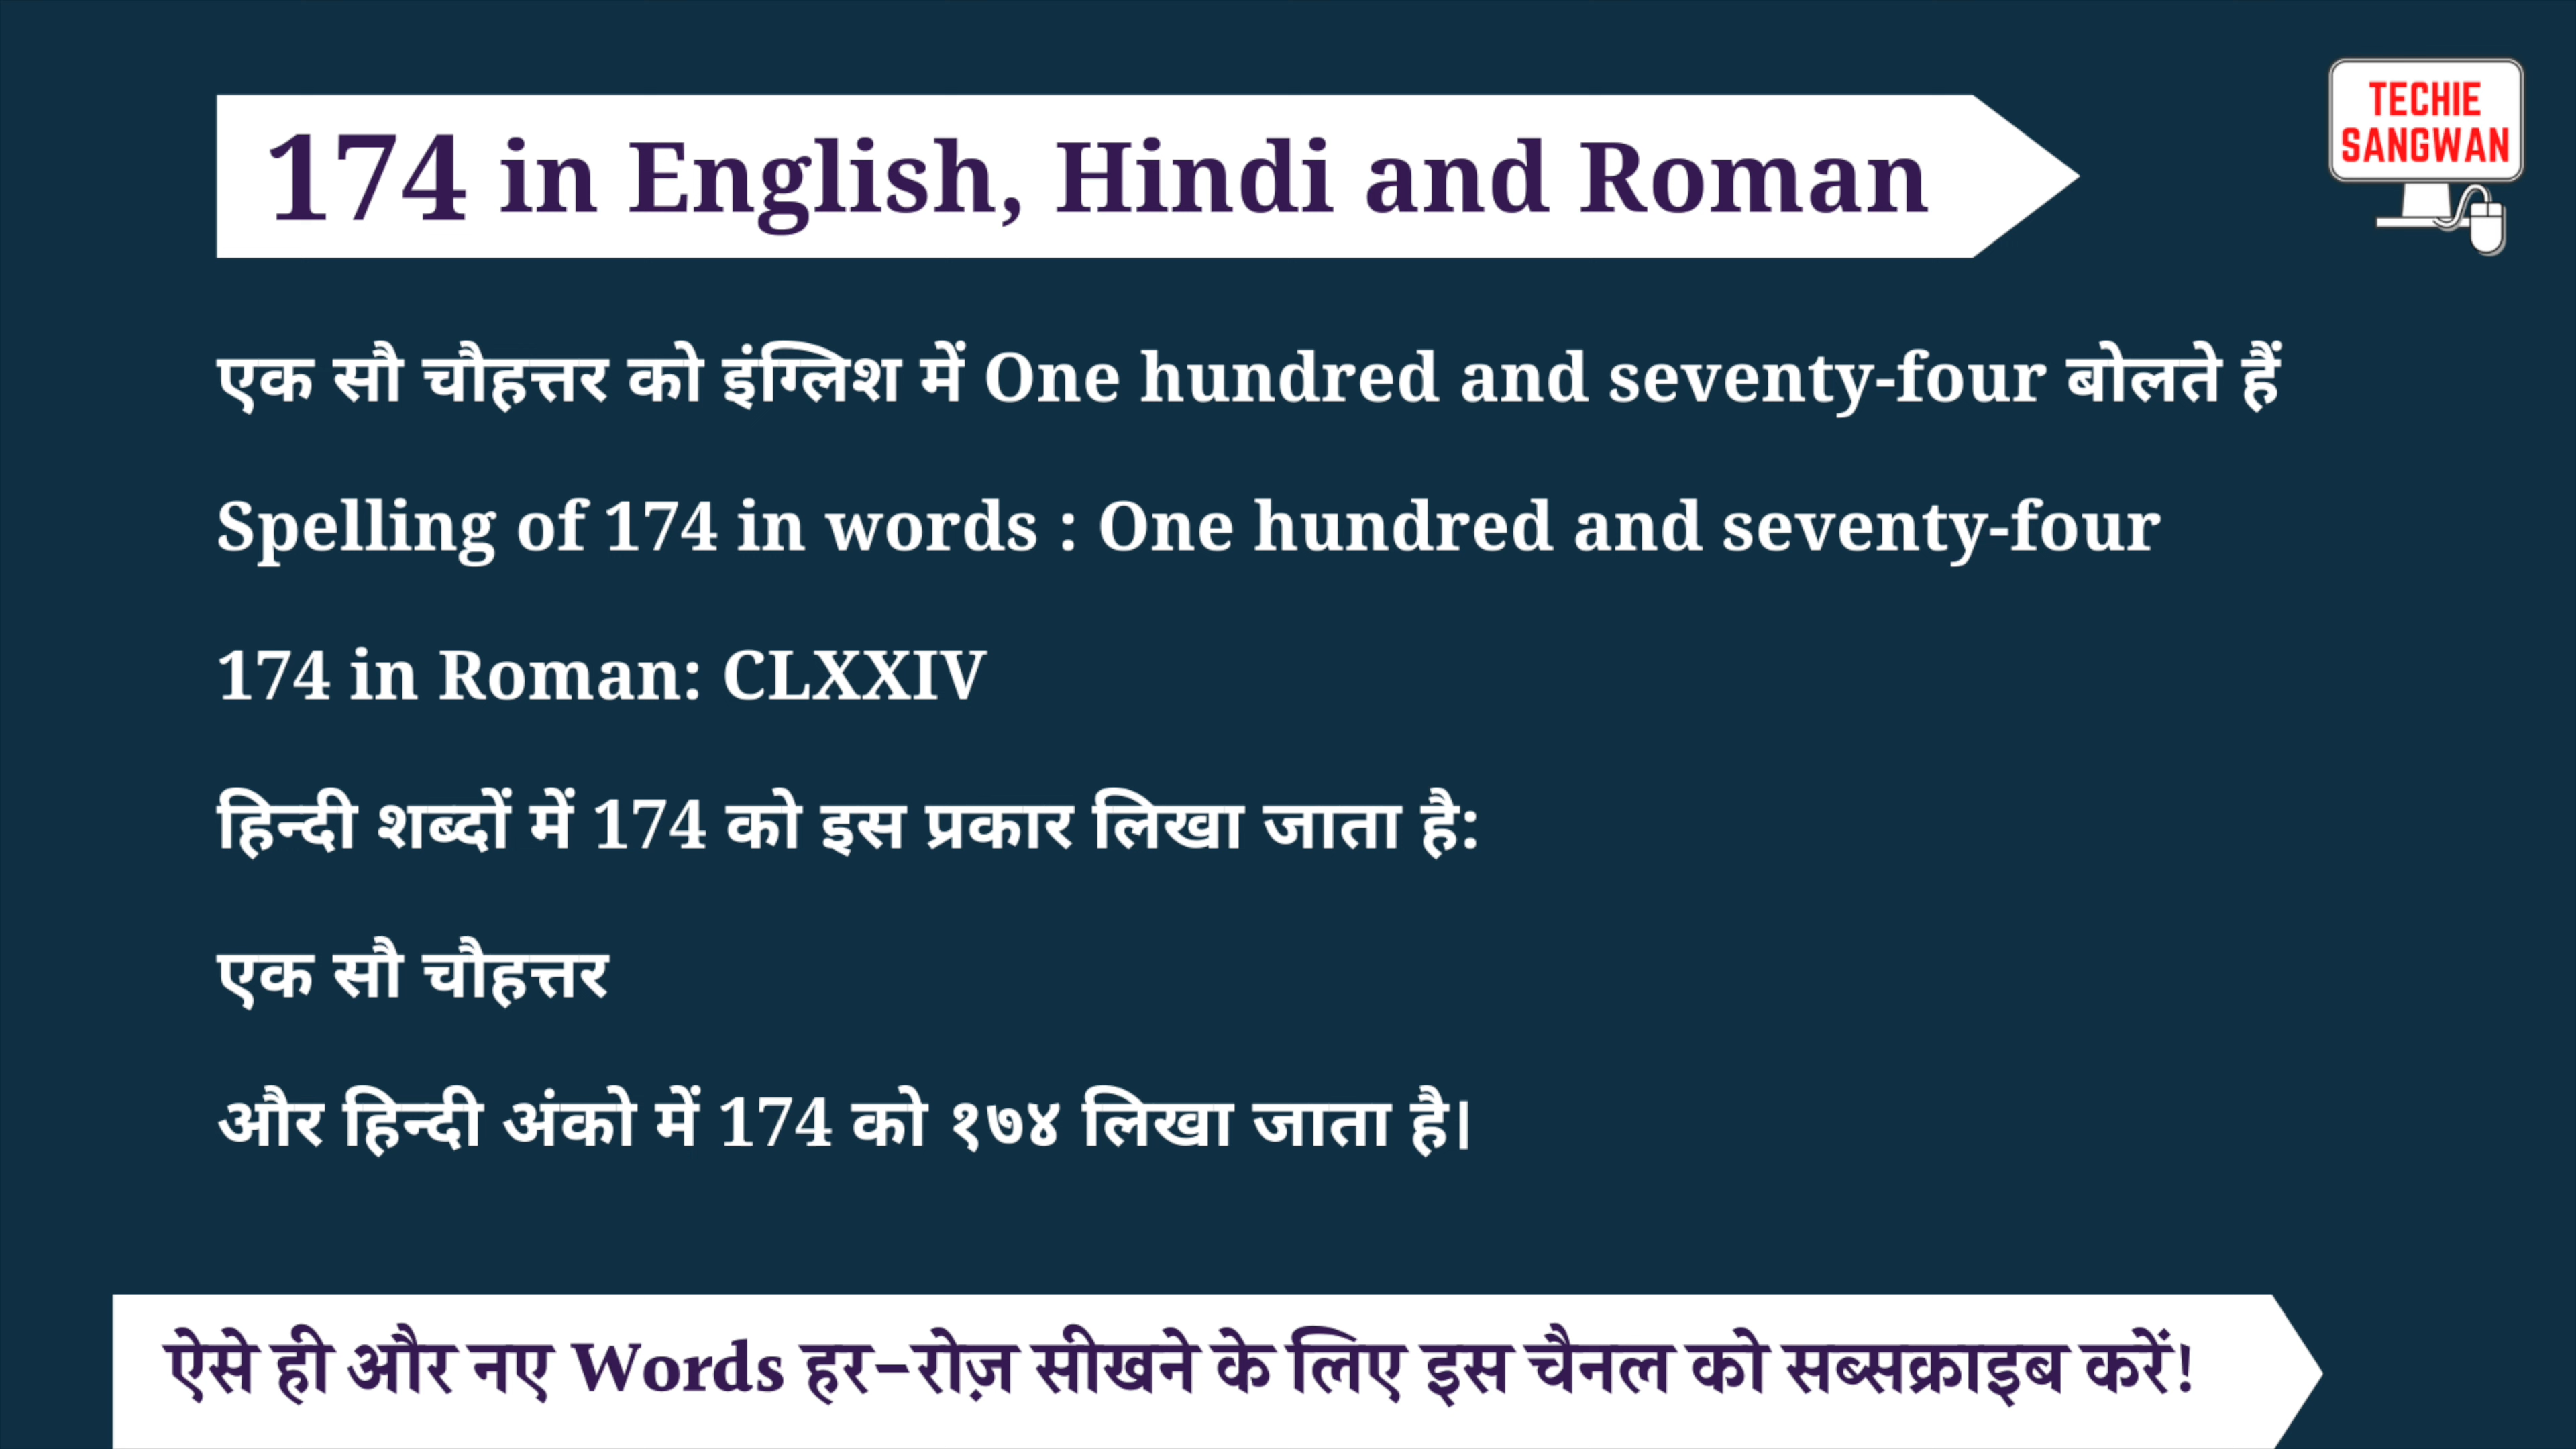 174 in English, Hindi and Roman
TECHIE
SANGWAN
एक सौ चौहत्तर को इंग्लिश में One hundred and seventy-four बोलते हैं
Spelling of 174 in words : One hundred and seventy-four
174 in Roman: CLXXIV
हिन्दी शब्दों में 174 को इस प्रकार लिखा जाता है:
एक सौ चौहत्तर
और हिन्दी अंको में 174 को १७४ लिखा जाता है।
ऐसे ही और नए Words हर-रोज़ सीखने के लिए इस चैनल को सब्सक्राइब करें!